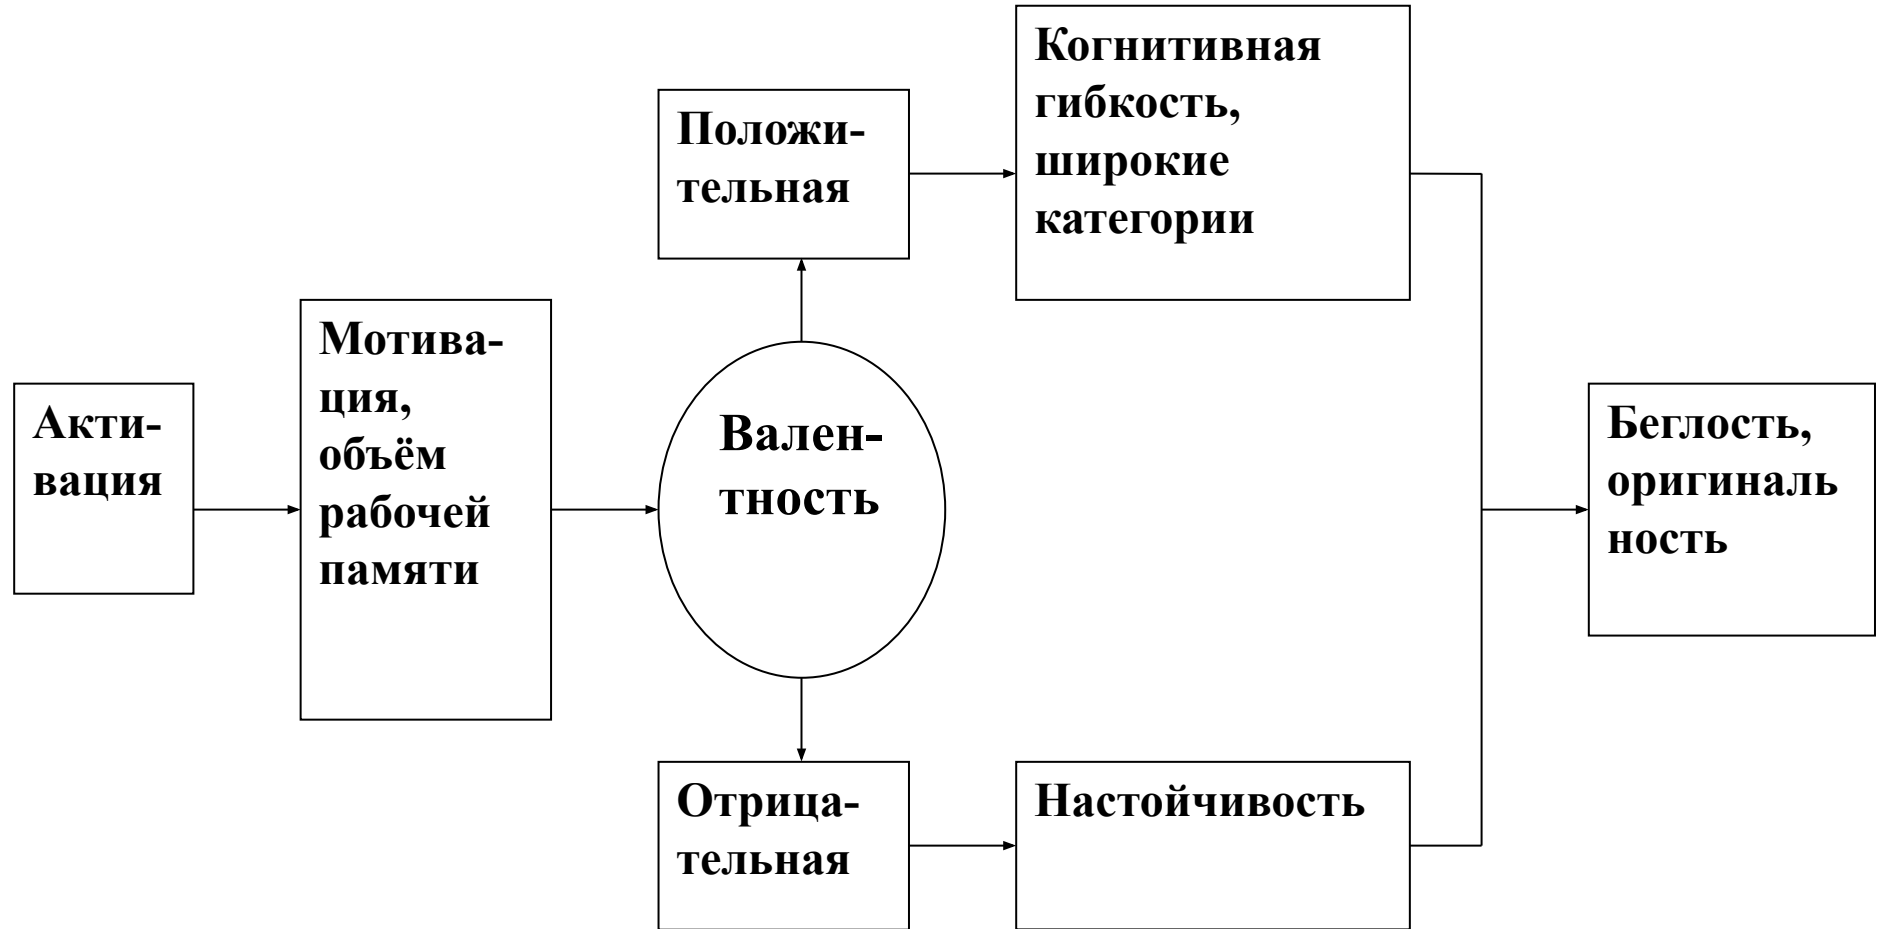 Акти-
вация
Мотива-
ция,
объём
рабочей
памяти
Вален-
тность
Положи-
тельная
Когнитивная
гибкость,
широкие
категории
Отрица-
тельная
Настойчивость
Беглость,
оригиналь
ность